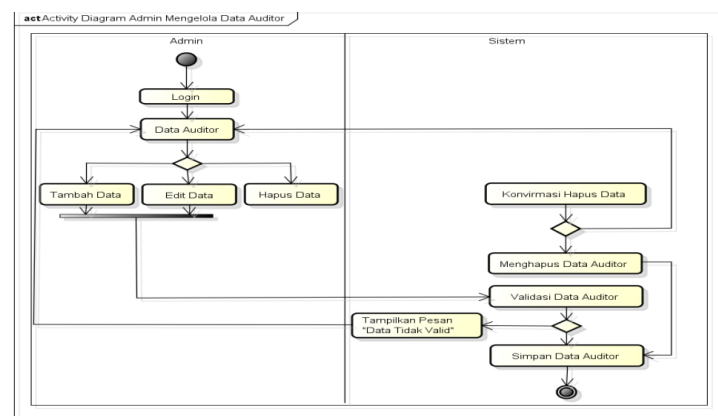 act Activity Diagram Admin Mengelola Data Auditor
Admin
Sistem
Login
Data Auditor
Tambah Data
Edit Data
Hapus Data
Konvirmasi Hapus Data
Menghapus Data Auditor
Validasi Data Auditor
Tampilkan Pesan
"Data Tidak Valid"
Simpan Data Auditor